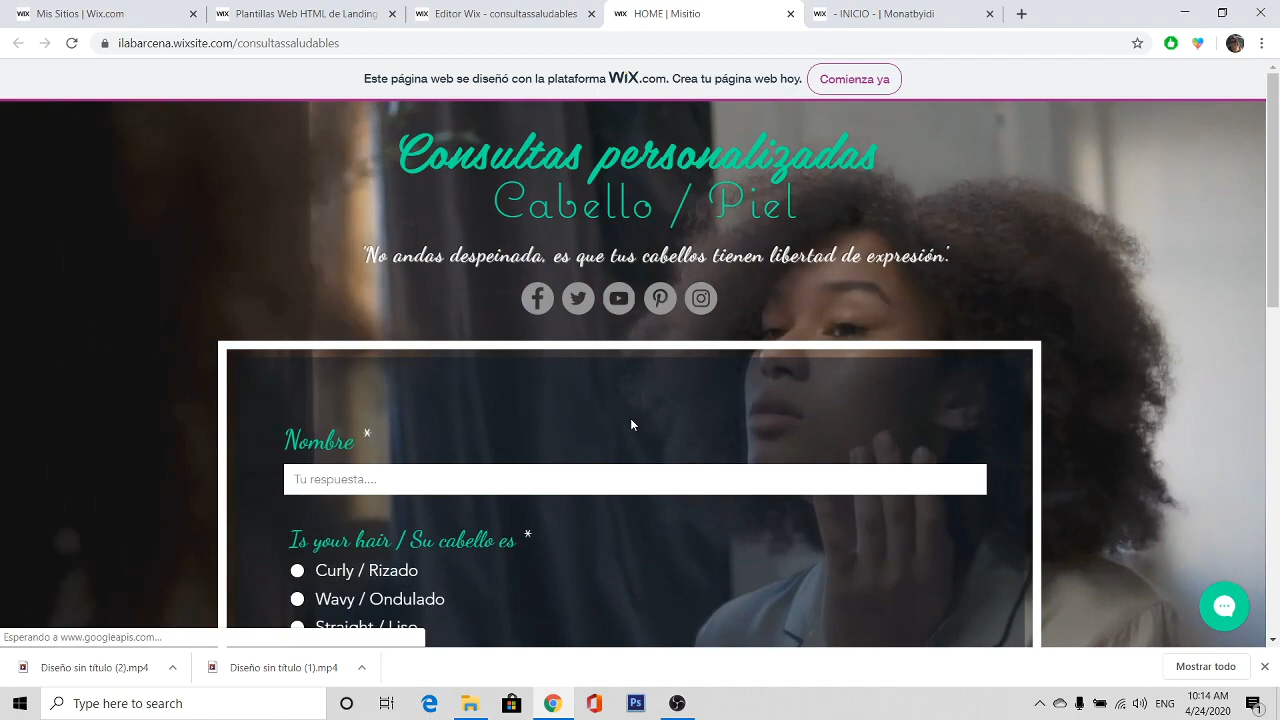 Mis Sitios | Wix.com
Plantillas Web HTML de Landing
Editor Wix - consultassaludables
HOME | Misitio
- INICIO - | Monatbyidi
ilabarcena.wixsite.com/consultassaludables
Este página web se diseñó con la plataforma WiX.com. Crea tu página web hoy.
Comienza ya
Consultas personalizadas
Cabello / Piel
"No andas despeinada, es que tus cabellos tienen libertad de expresión".
Nombre *
Tu respuesta....
Is your hair / Su cabello es *
Curly / Rizado
Wavy / Ondulado
Straight / Liso
Esperando a www.googleapis.com...
Diseño sin título (2).mp4
Diseño sin título (1).mp4
Mostrar todo
Type here to search
ENG
10:14 AM
4/24/2020